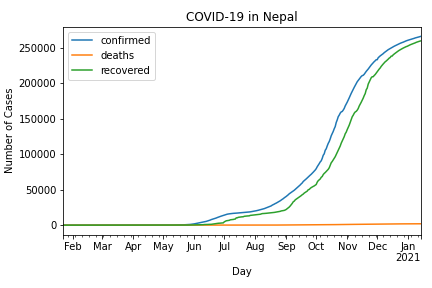 COVID-19 in Nepal
confirmed
deaths
recovered
250000
200000
150000
100000
50000
0
Number of Cases
Feb Mar Apr May Jun Jul Aug Sep Oct Nov Dec Jan
2021
Day